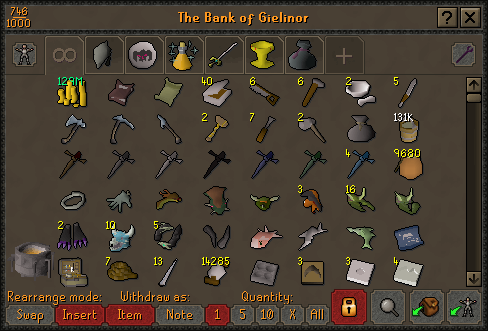 746
1000
The Bank of Gielinor
? X
129M 40 6 6 2 5
2 7 2 131K
4 9680
3 16
2 10 5
7 13 14285 3 3 4
Rearrange mode: Withdraw as: Quantity:
Swap Insert Item Note 1 5 10 X All